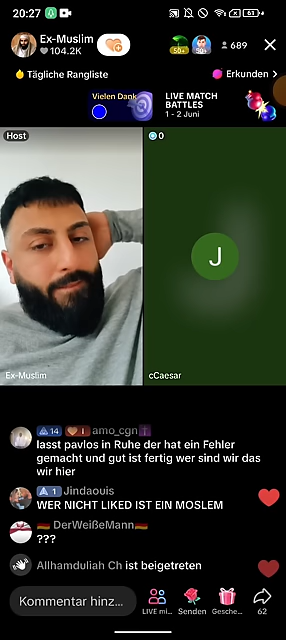 20:27
61
Ex-Muslim
104.2K
50+
50+
689
Tägliche Rangliste
Erkunden >
Vielen Dank
LIVE MATCH
BATTLES
1 - 2 Juni
Host
0
J
Ex-Muslim
cCaesar
14 amo_cgn
lasst pavlos in Ruhe der hat ein Fehler
gemacht und gut ist fertig wer sind wir das
wir hier
1 Jindaouis
WER NICHT LIKED IST EIN MOSLEM
DerWeißeMann
???
Allhamduliah Ch ist beigetreten
Kommentar hinz...
LIVE mi...
Senden
Gesche...
62